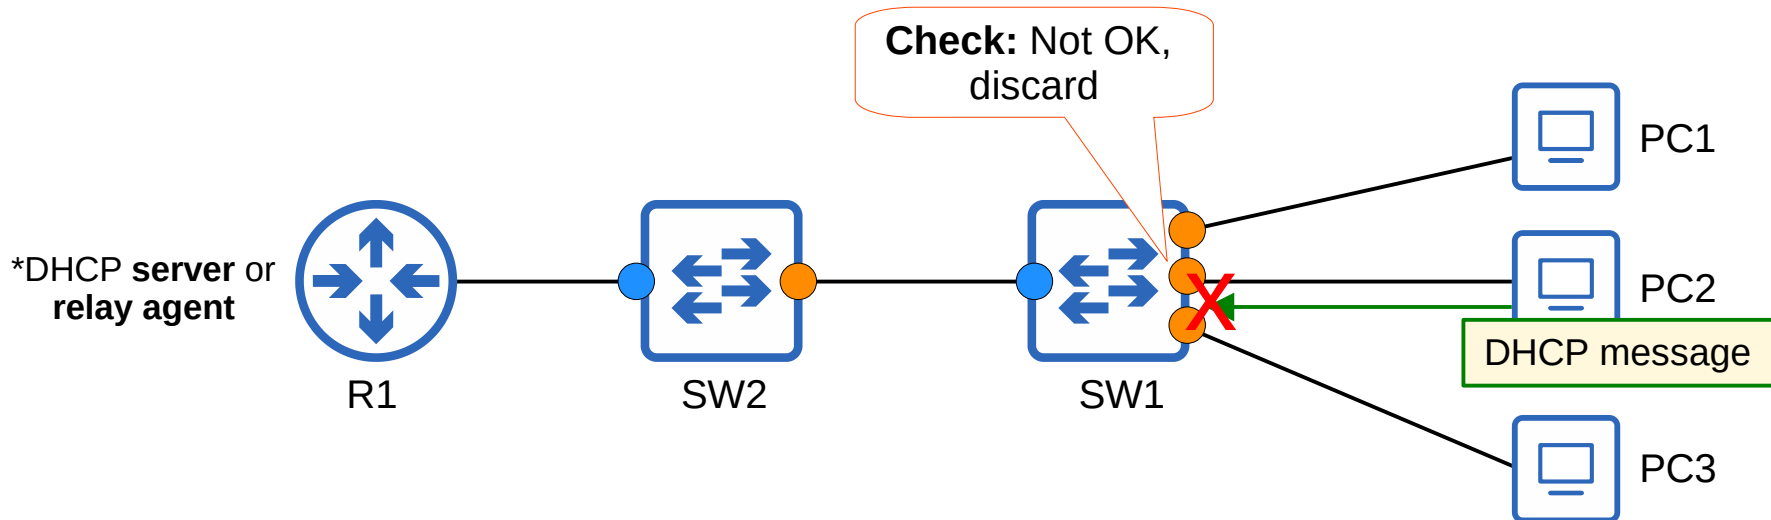 Check: Not OK,
discard
PC1
*DHCP server or
relay agent
PC2
DHCP message
R1
SW2
SW1
PC3